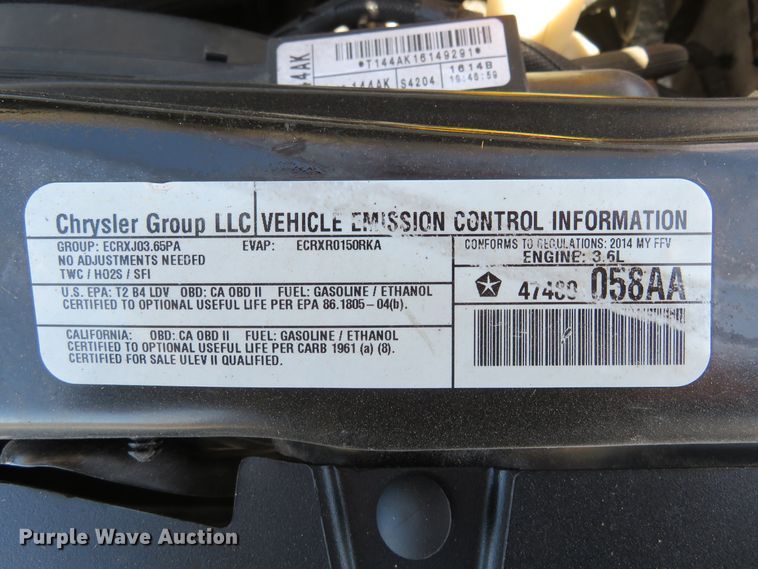 *T144AK16149291*
144AK S4204 1614B
16:46:59
Chrysler Group LLC VEHICLE EMISSION CONTROL INFORMATION
GROUP: ECRXJ03.65PA EVAP: ECRXR0150RKA
NO ADJUSTMENTS NEEDED
TWC / HO2S / SFI
CONFORMS TO REGULATIONS: 2014 MY FFV
ENGINE: 3.6L
U.S. EPA: T2 B4 LDV OBD: CA OBD II FUEL: GASOLINE / ETHANOL
CERTIFIED TO OPTIONAL USEFUL LIFE PER EPA 86.1805-04(b).
47480 058AA
CALIFORNIA: OBD: CA OBD II FUEL: GASOLINE / ETHANOL
CERTIFIED TO OPTIONAL USEFUL LIFE PER CARB 1961 (a) (8).
CERTIFIED FOR SALE ULEV II QUALIFIED.
Purple Wave Auction